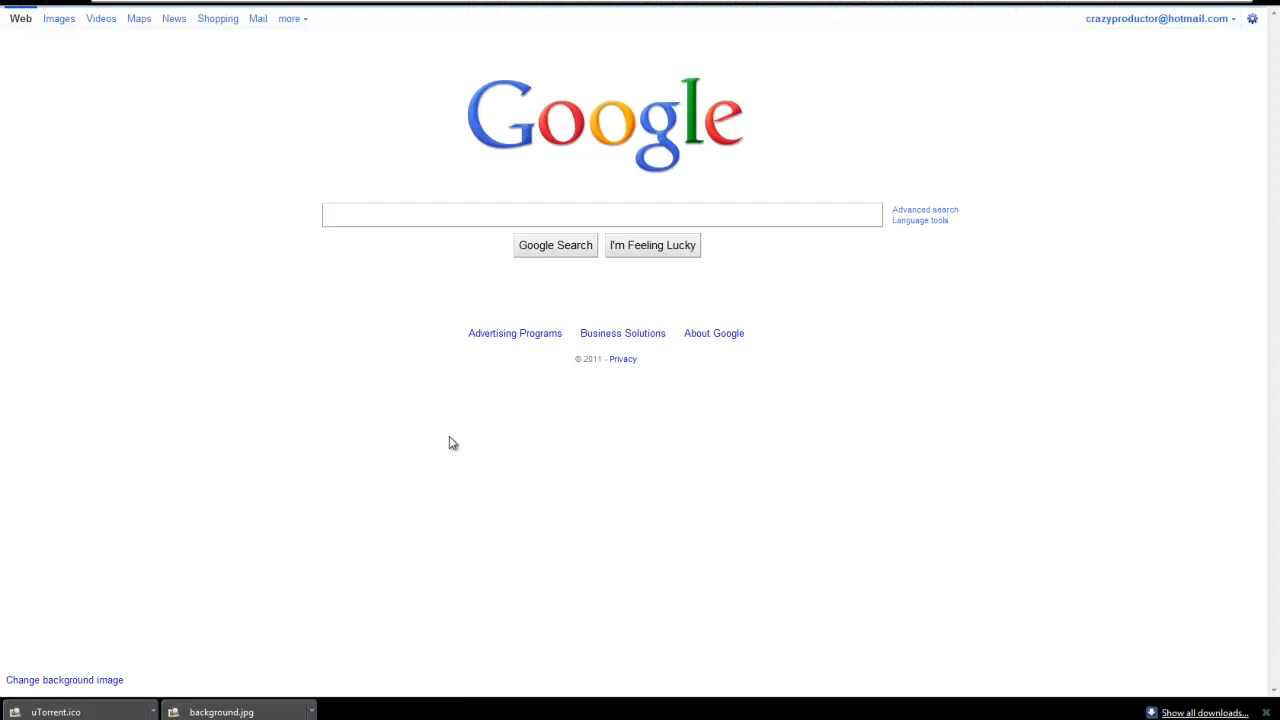 Web Images Videos Maps News Shopping Mail more
crazyproductor@hotmail.com
Google
Advanced search
Language tools
Google Search I'm Feeling Lucky
Advertising Programs Business Solutions About Google
© 2011 - Privacy
Change background image
uTorrent.ico background.jpg Show all downloads...